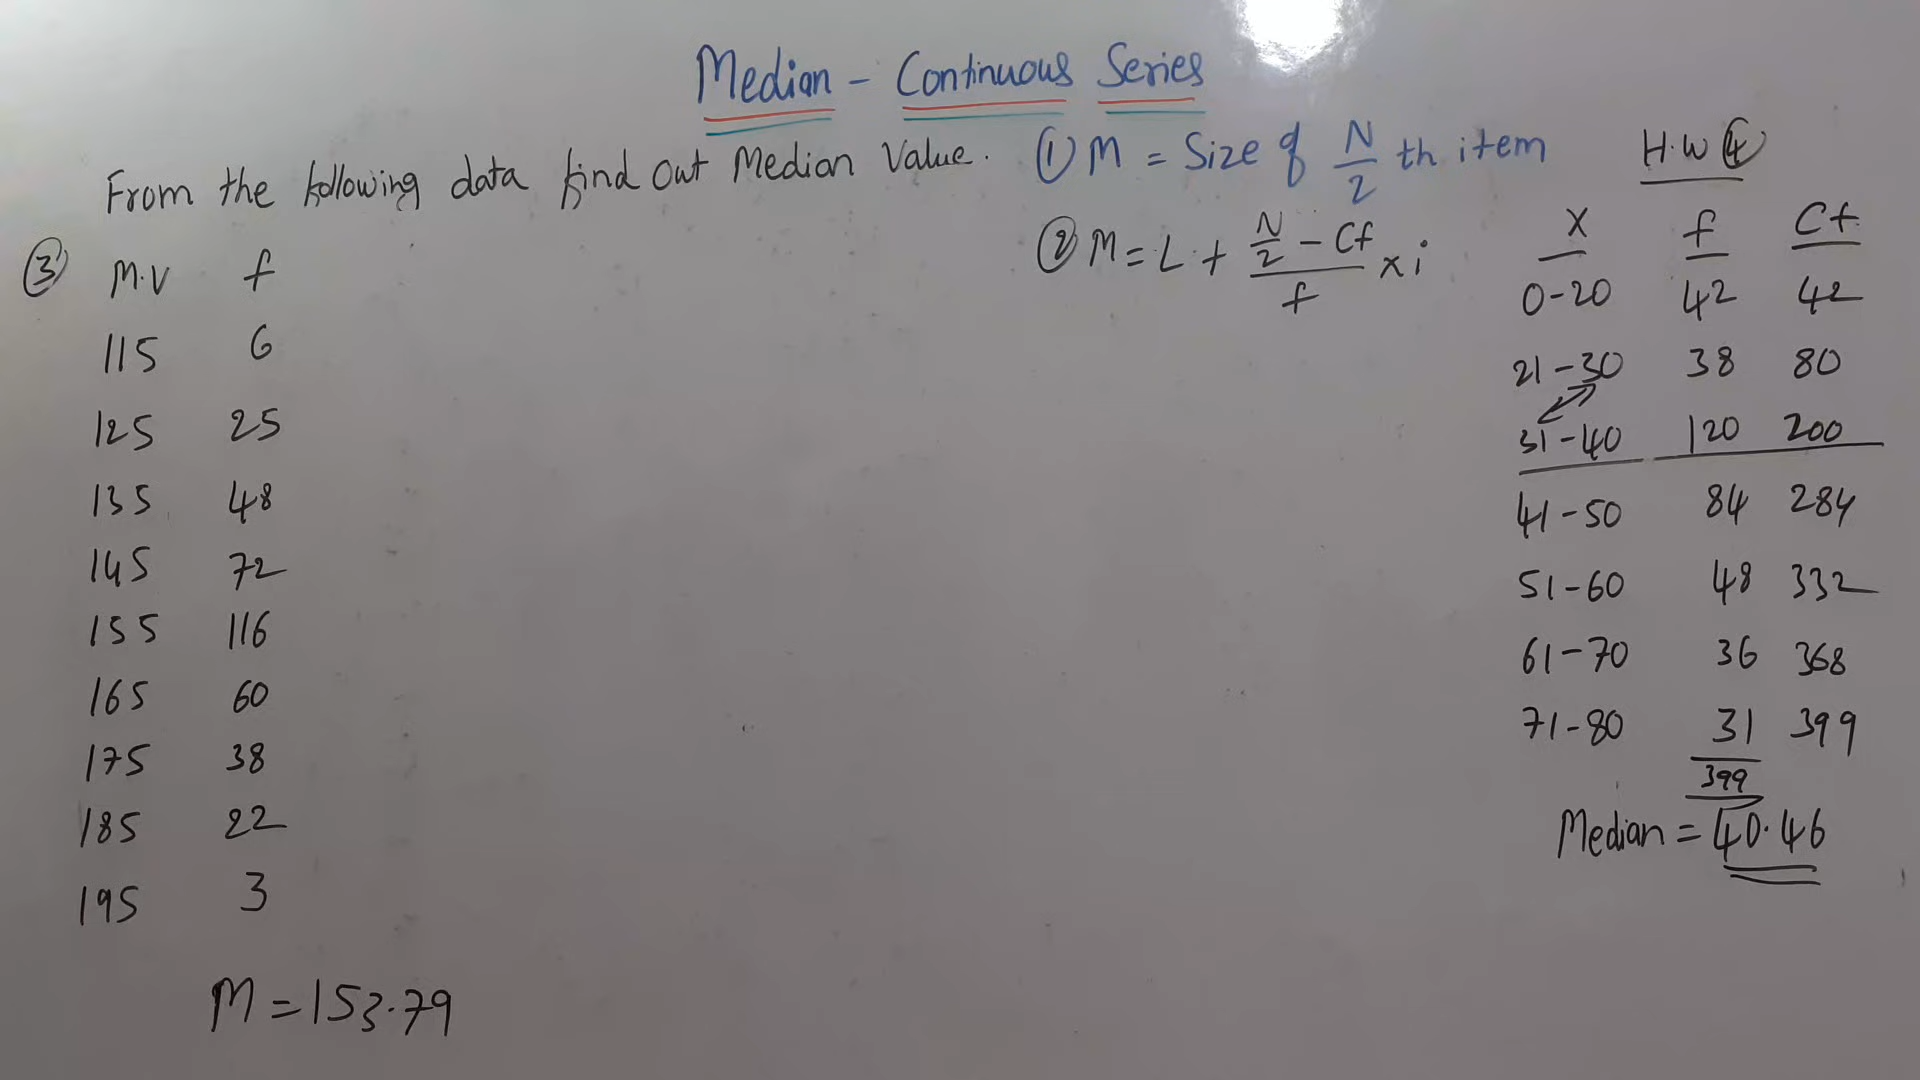 Median - Continuous Series
From the following data find out Median Value.
① M = Size of N/2 th item
② M = L + (N/2 - Cf)/f x i
③ M.V f
115 6
125 25
135 48
145 72
155 116
165 60
175 38
185 22
195 3
M = 153.79
H.W ④
X f Cf
0-20 42 42
21-30 38 80
31-40 120 200
41-50 84 284
51-60 48 332
61-70 36 368
71-80 31 399
399
Median = 40.46